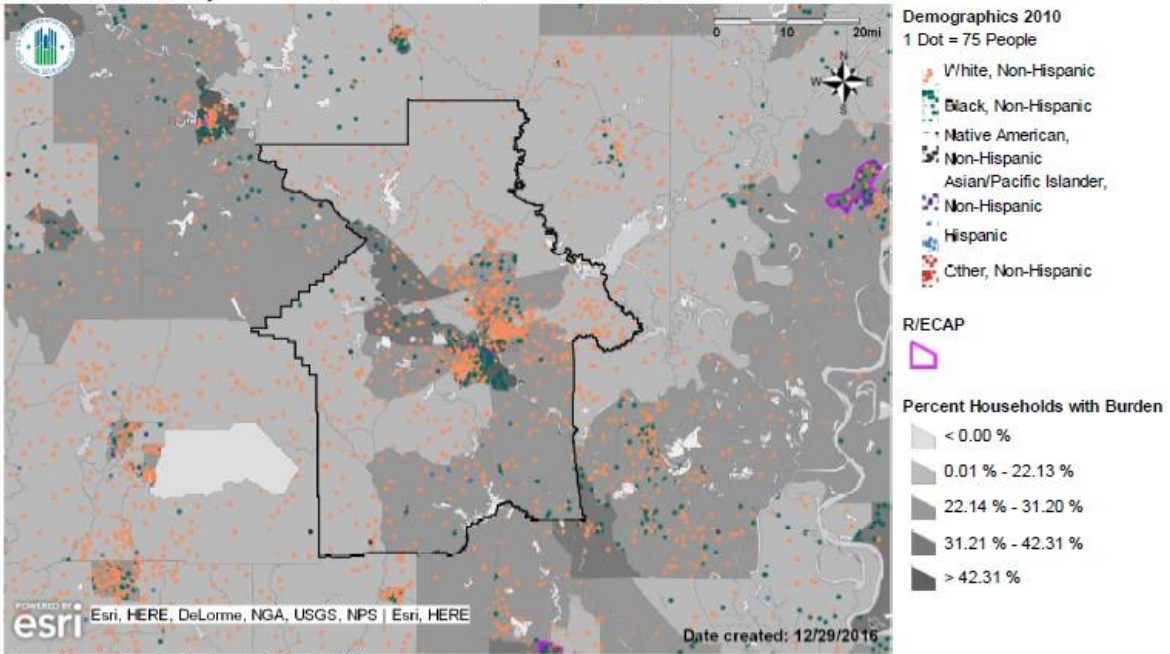 0 10 20mi
N
W E
S
Demographics 2010
1 Dot = 75 People
White, Non-Hispanic
Black, Non-Hispanic
Native American,
Non-Hispanic
Asian/Pacific Islander,
Non-Hispanic
Hispanic
Other, Non-Hispanic
R/ECAP
Percent Households with Burden
< 0.00 %
0.01 % - 22.13 %
22.14 % - 31.20 %
31.21 % - 42.31 %
> 42.31 %
POWERED BY
esri
Esri, HERE, DeLorme, NGA, USGS, NPS | Esri, HERE
Date created: 12/29/2016